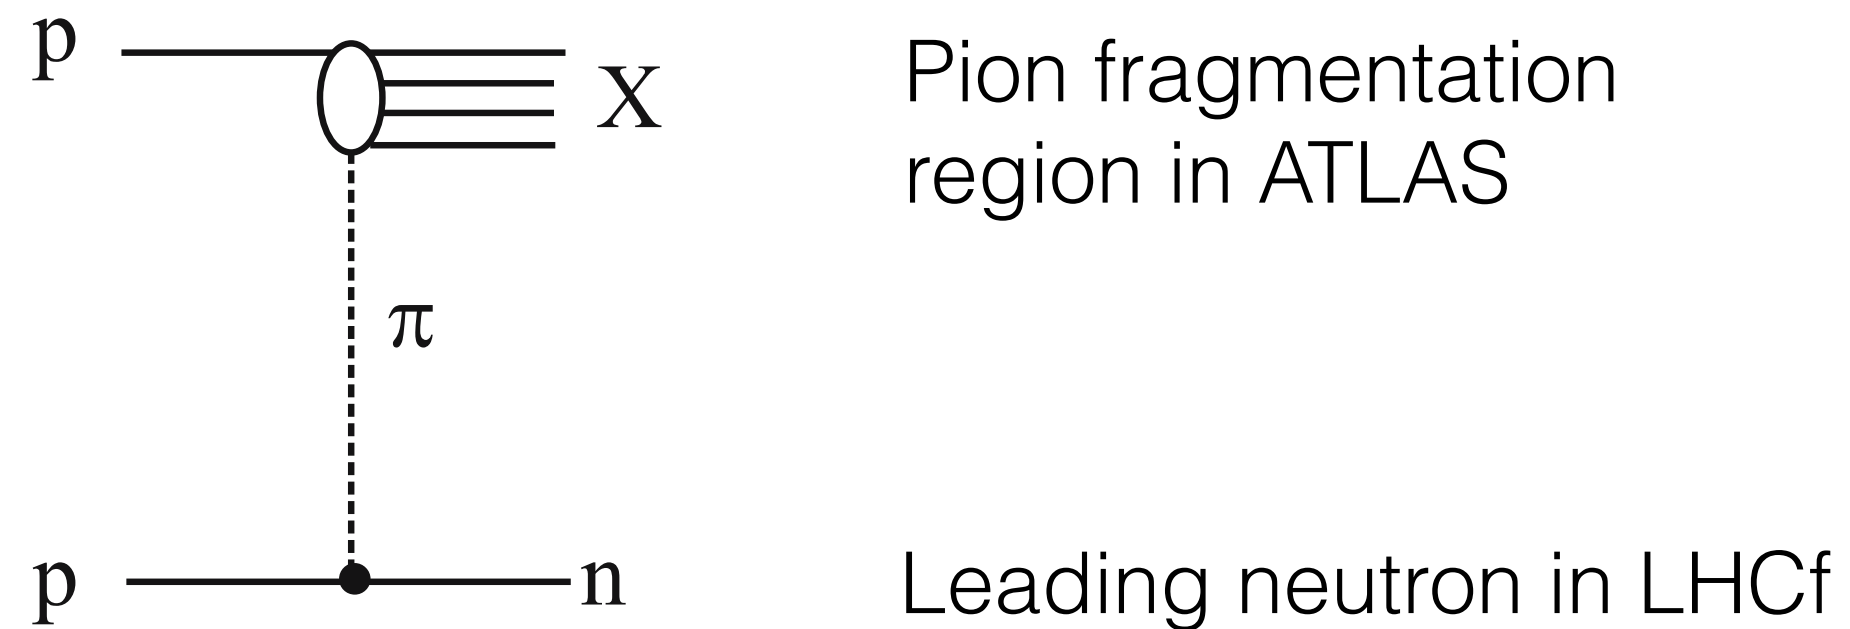 p
X
Pion fragmentation
region in ATLAS
π
p
n
Leading neutron in LHCf